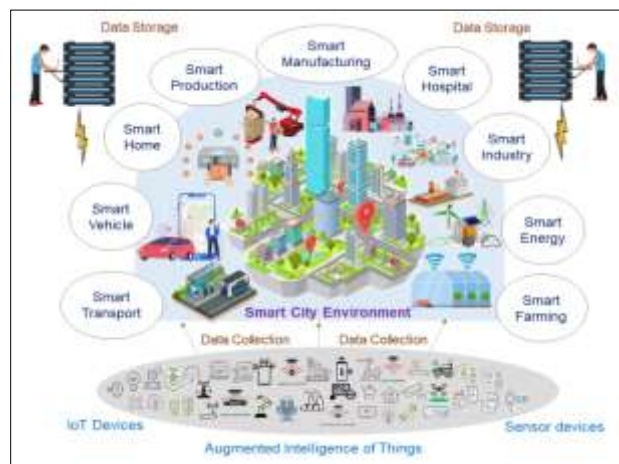 Data Storage
Data Storage
Smart
Manufacturing
Smart
Production
Smart
Hospital
Smart
Home
Smart
Industry
Smart
Vehicle
Smart
Energy
Smart
Transport
Smart
Farming
Smart City Environment
Data Collection
Data Collection
IoT Devices
Sensor devices
Augmented Intelligence of Things